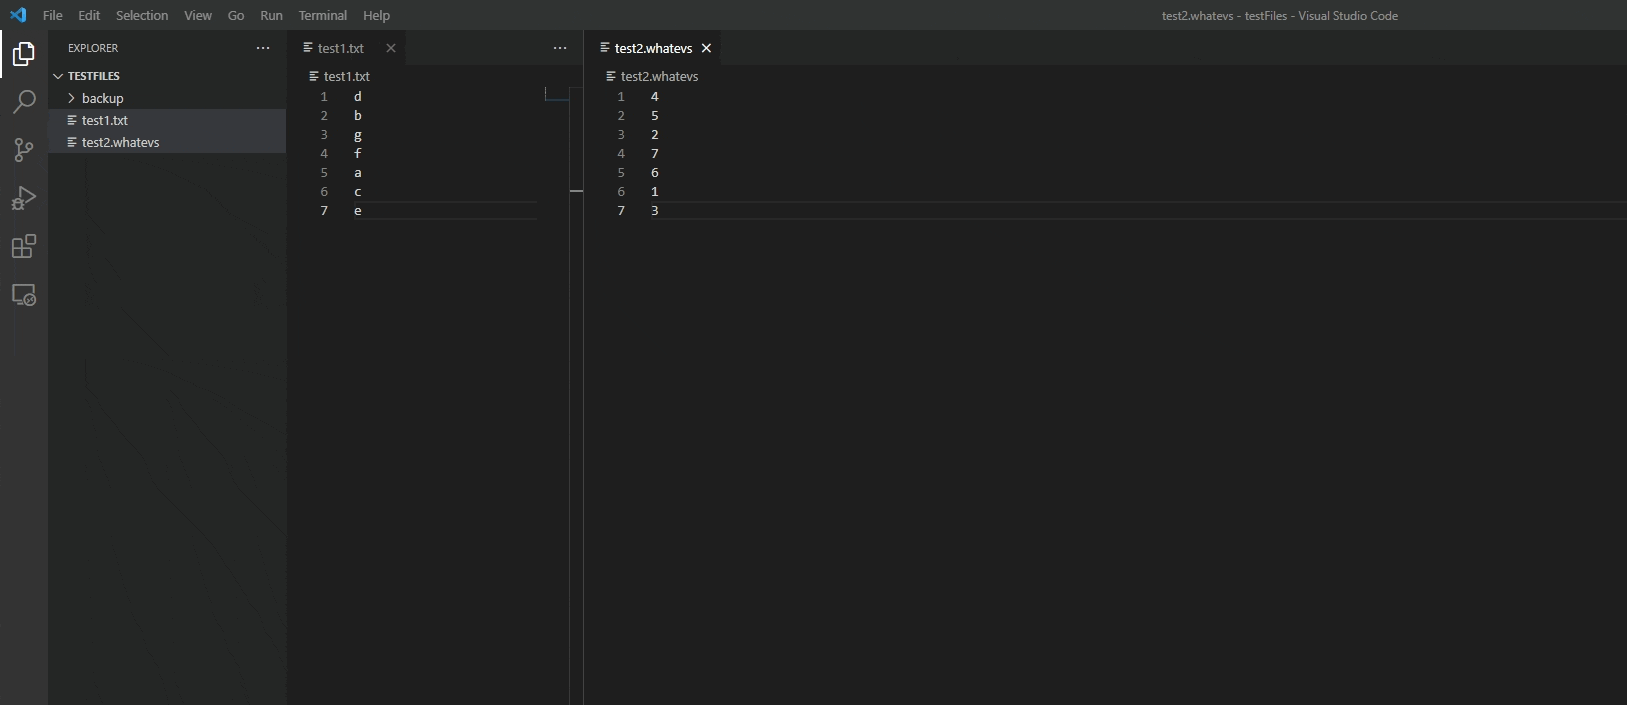 File Edit Selection View Go Run Terminal Help
test2.whatevs - testFiles - Visual Studio Code
EXPLORER
TESTFILES
backup
test1.txt
test2.whatevs
test1.txt
test1.txt
1 d
2 b
3 g
4 f
5 a
6 c
7 e
test2.whatevs
test2.whatevs
1 4
2 5
3 2
4 7
5 6
6 1
7 3